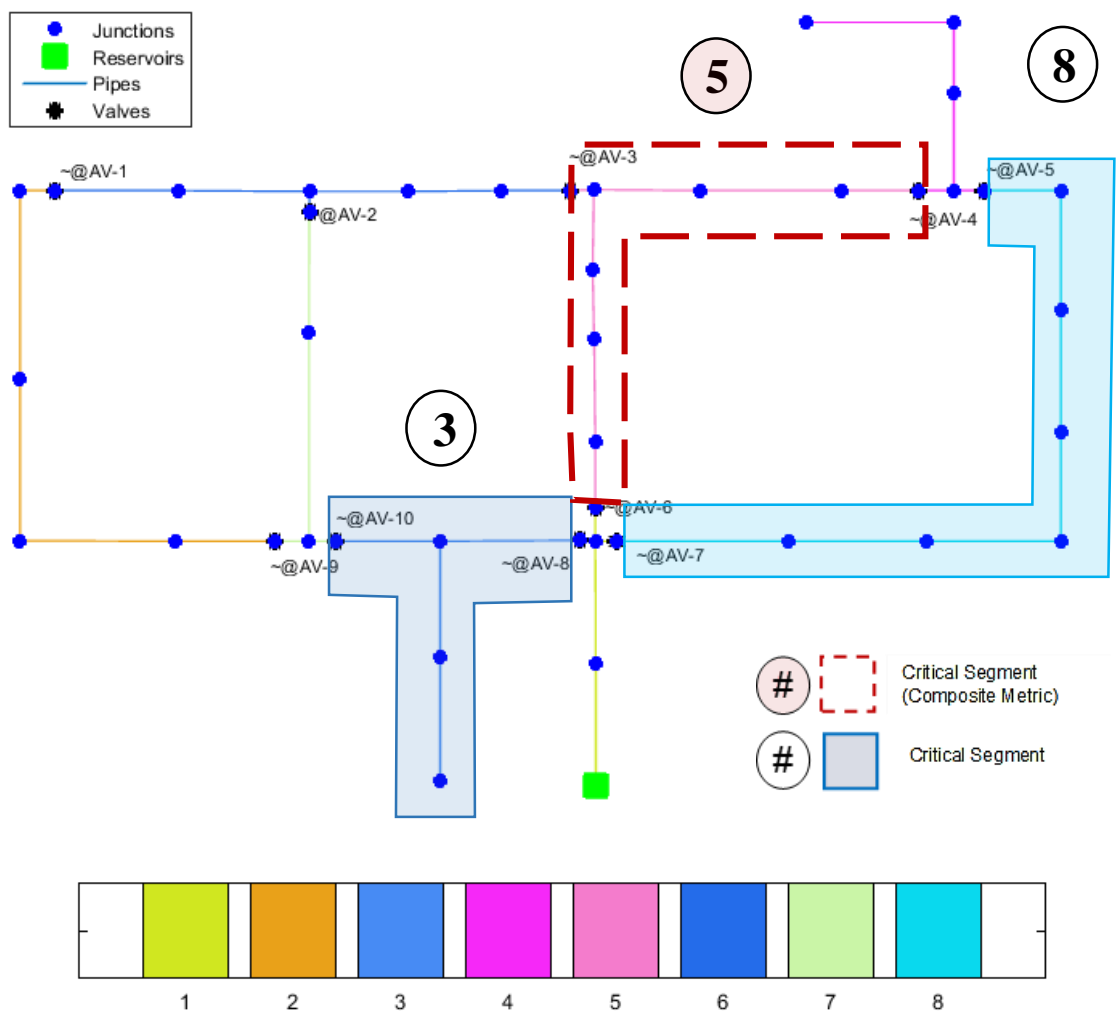 Junctions
Reservoirs
Pipes
Valves
5
8
~@AV-1
~@AV-3
~@AV-5
@AV-2
~@AV-4
3
~@AV-10
~@AV-6
~@AV-9
~@AV-8
~@AV-7
# Critical Segment
(Composite Metric)
# Critical Segment
1 2 3 4 5 6 7 8